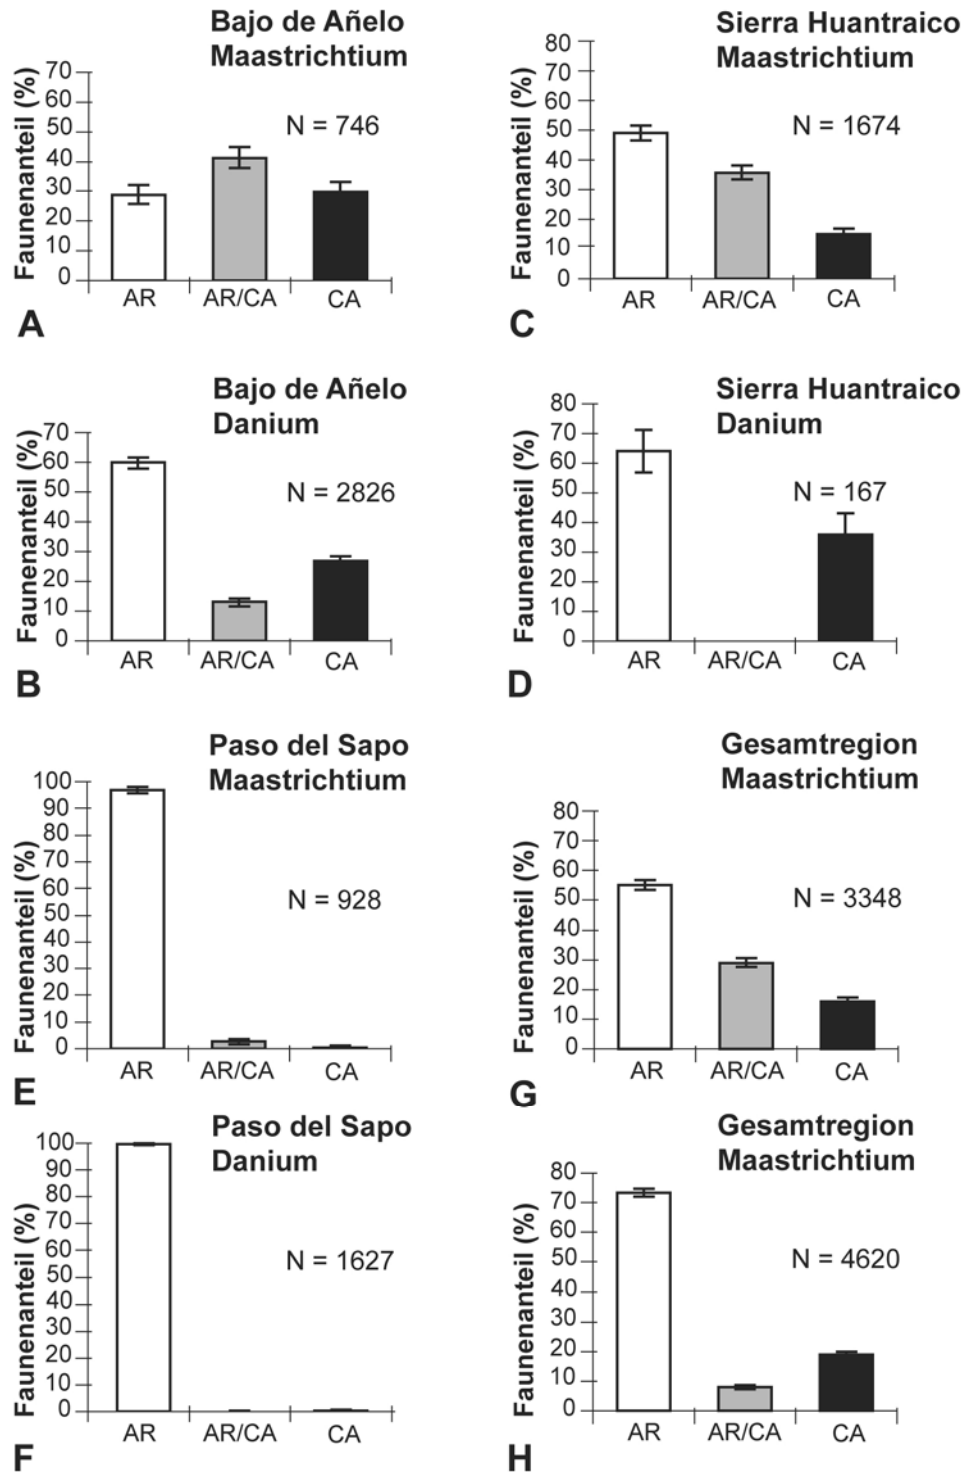 Bajo de Añelo
Maastrichtium
Faunenanteil (%)
70
60
50
40
30
20
10
0
N = 746
AR
AR/CA
CA
A
Sierra Huantraico
Maastrichtium
Faunenanteil (%)
80
70
60
50
40
30
20
10
0
N = 1674
AR
AR/CA
CA
C
Bajo de Añelo
Danium
Faunenanteil (%)
70
60
50
40
30
20
10
0
N = 2826
AR
AR/CA
CA
B
Sierra Huantraico
Danium
Faunenanteil (%)
80
70
60
50
40
30
20
10
0
N = 167
AR
AR/CA
CA
D
Paso del Sapo
Maastrichtium
Faunenanteil (%)
100
90
80
70
60
50
40
30
20
10
0
N = 928
AR
AR/CA
CA
E
Gesamtregion
Maastrichtium
Faunenanteil (%)
80
70
60
50
40
30
20
10
0
N = 3348
AR
AR/CA
CA
G
Paso del Sapo
Danium
Faunenanteil (%)
100
90
80
70
60
50
40
30
20
10
0
N = 1627
AR
AR/CA
CA
F
Gesamtregion
Maastrichtium
Faunenanteil (%)
80
70
60
50
40
30
20
10
0
N = 4620
AR
AR/CA
CA
H